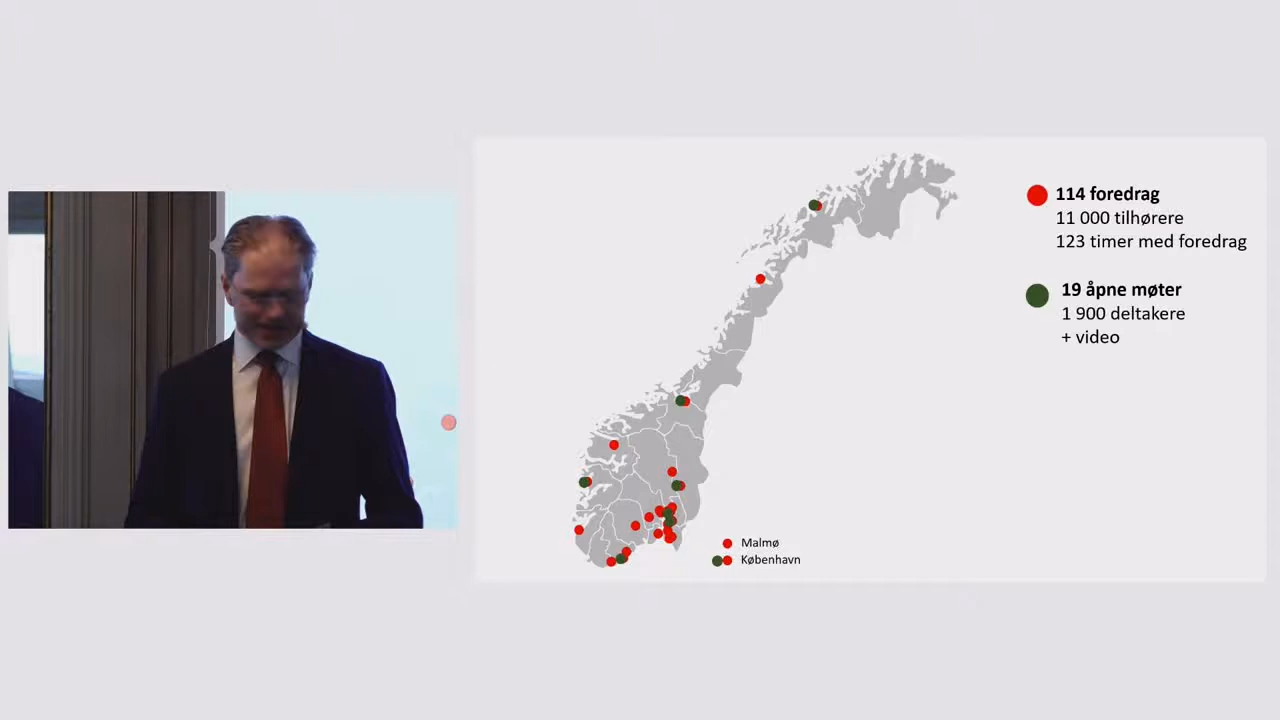 114 foredrag
11 000 tilhørere
123 timer med foredrag
19 åpne møter
1 900 deltakere
+ video
Malmø
København